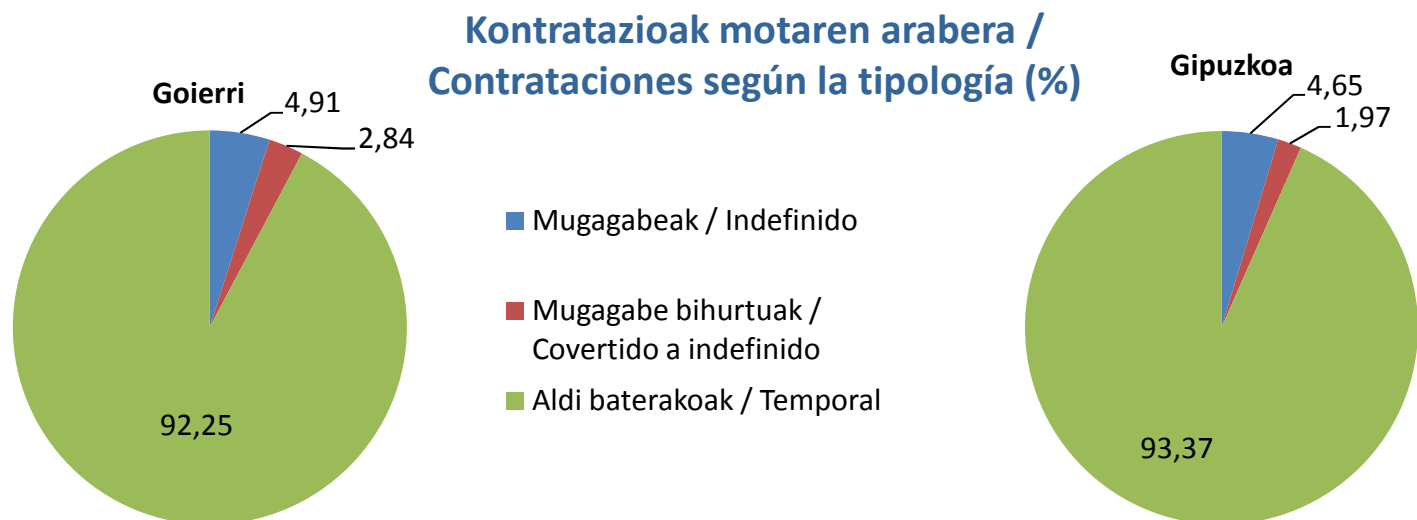 Kontratazioak motaren arabera /
Contrataciones según la tipología (%)
Goierri
4,91
2,84
92,25
Mugagabeak / Indefinido
Mugagabe bihurtuak /
Covertido a indefinido
Aldi baterakoak / Temporal
Gipuzkoa
4,65
1,97
93,37